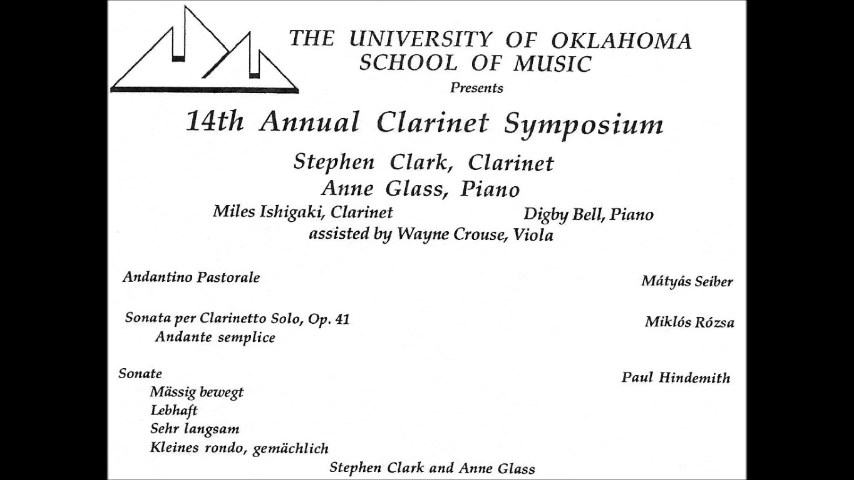 THE UNIVERSITY OF OKLAHOMA
SCHOOL OF MUSIC
Presents
14th Annual Clarinet Symposium
Stephen Clark, Clarinet
Anne Glass, Piano
Miles Ishigaki, Clarinet Digby Bell, Piano
assisted by Wayne Crouse, Viola
Andantino Pastorale Mátyás Seiber
Sonata per Clarinetto Solo, Op. 41 Miklós Rózsa
Andante semplice
Sonate Paul Hindemith
Mässig bewegt
Lebhaft
Sehr langsam
Kleines rondo, gemächlich
Stephen Clark and Anne Glass